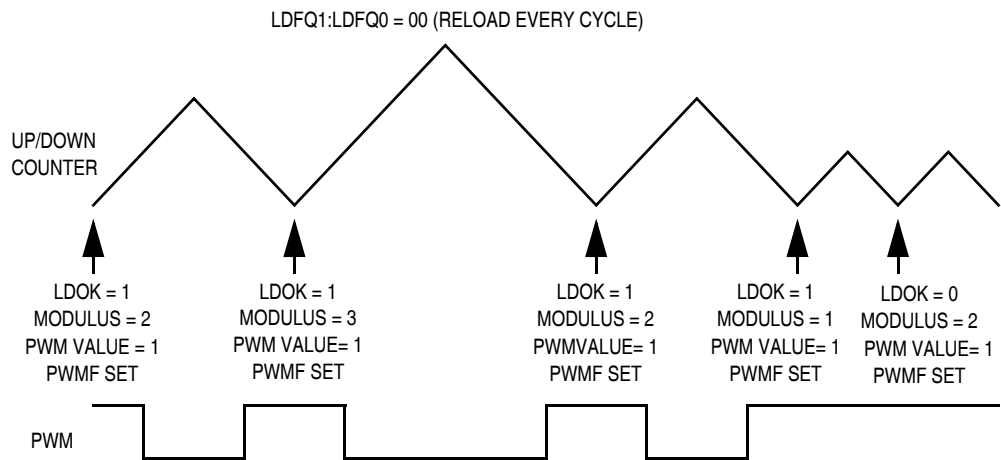 LDFQ1:LDFQ0 = 00 (RELOAD EVERY CYCLE)
UP/DOWN
COUNTER
LDOK = 1
MODULUS = 2
PWM VALUE = 1
PWMF SET
LDOK = 1
MODULUS = 3
PWM VALUE= 1
PWMF SET
LDOK = 1
MODULUS = 2
PWMVALUE= 1
PWMF SET
LDOK = 1
MODULUS = 1
PWM VALUE= 1
PWMF SET
LDOK = 0
MODULUS = 2
PWM VALUE= 1
PWMF SET
PWM